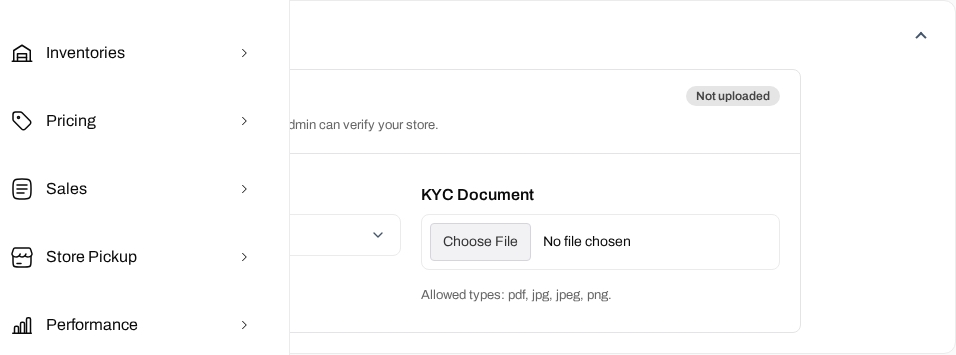 Inventories
Pricing
Sales
Store Pickup
Performance
Not uploaded
dmin can verify your store.
KYC Document
Choose File No file chosen
Allowed types: pdf, jpg, jpeg, png.